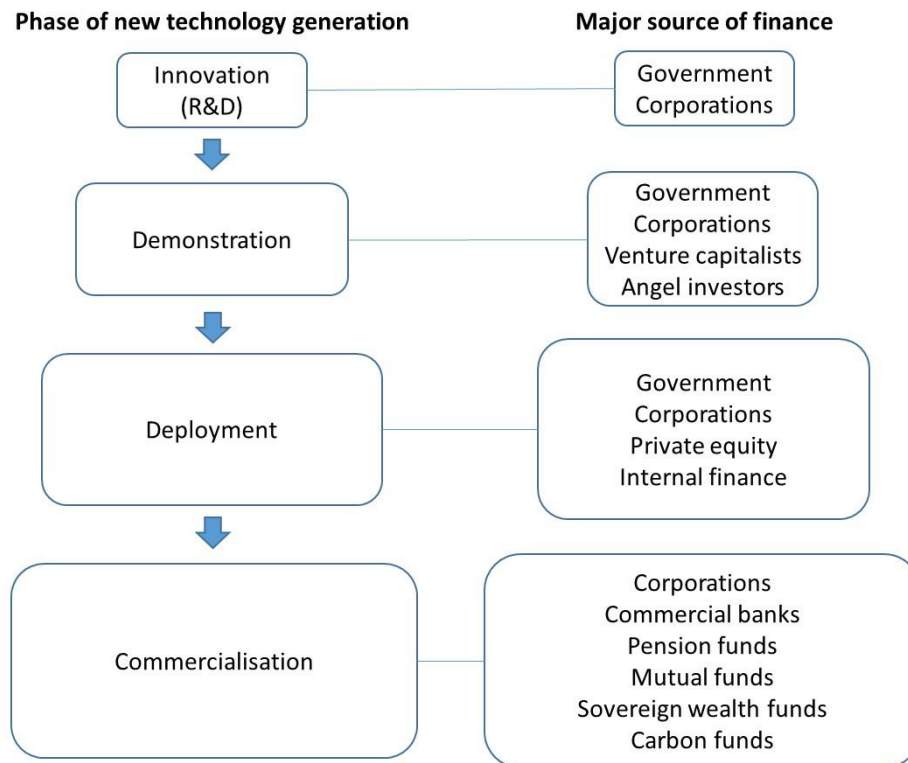 Phase of new technology generation
Major source of finance
Innovation
(R&D)
Government
Corporations
Demonstration
Government
Corporations
Venture capitalists
Angel investors
Deployment
Government
Corporations
Private equity
Internal finance
Commercialisation
Corporations
Commercial banks
Pension funds
Mutual funds
Sovereign wealth funds
Carbon funds